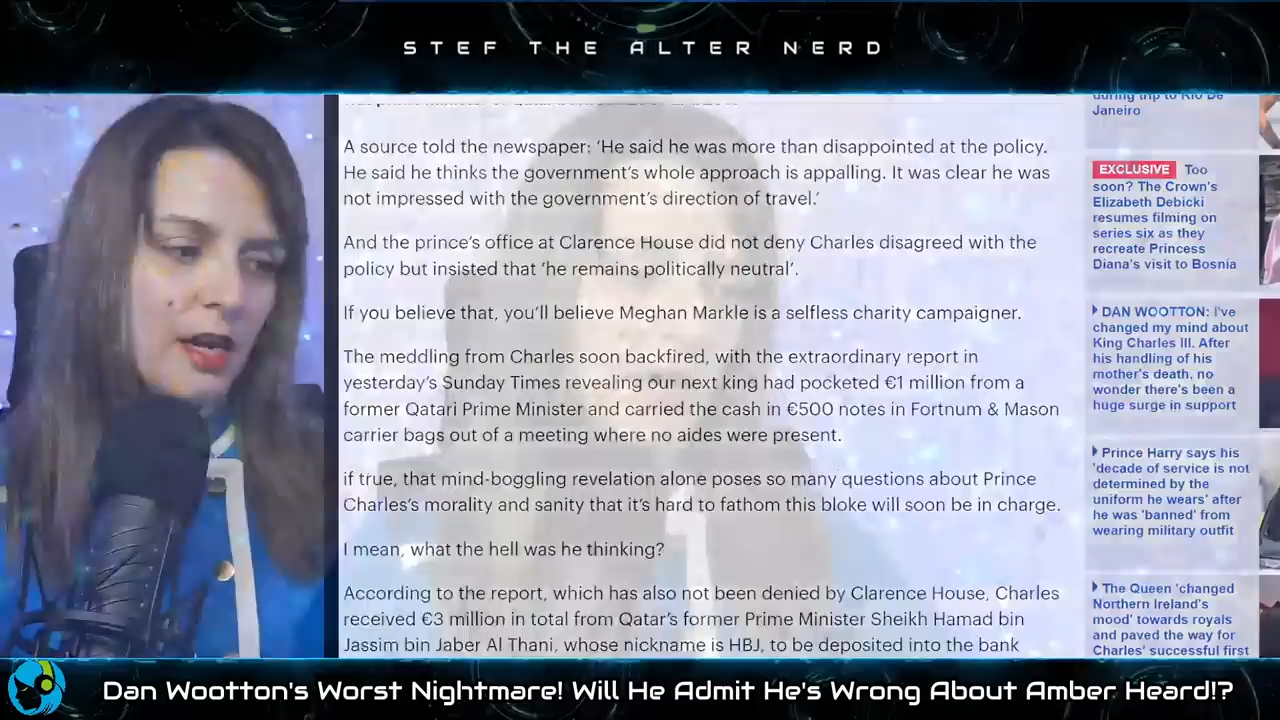 STEF THE ALTER NERD
A source told the newspaper: ‘He said he was more than disappointed at the policy.
He said he thinks the government’s whole approach is appalling. It was clear he was
not impressed with the government’s direction of travel.’
And the prince’s office at Clarence House did not deny Charles disagreed with the
policy but insisted that ‘he remains politically neutral’.
If you believe that, you’ll believe Meghan Markle is a selfless charity campaigner.
The meddling from Charles soon backfired, with the extraordinary report in
yesterday’s Sunday Times revealing our next king had pocketed €1 million from a
former Qatari Prime Minister and carried the cash in €500 notes in Fortnum & Mason
carrier bags out of a meeting where no aides were present.
if true, that mind-boggling revelation alone poses so many questions about Prince
Charles’s morality and sanity that it’s hard to fathom this bloke will soon be in charge.
I mean, what the hell was he thinking?
According to the report, which has also not been denied by Clarence House, Charles
received €3 million in total from Qatar’s former Prime Minister Sheikh Hamad bin
Jassim bin Jaber Al Thani, whose nickname is HBJ, to be deposited into the bank
during trip to Rio De
Janeiro
EXCLUSIVE Too
soon? The Crown's
Elizabeth Debicki
resumes filming on
series six as they
recreate Princess
Diana's visit to Bosnia
DAN WOOTTON: I've
changed my mind about
King Charles III. After
his handling of his
mother's death, no
wonder there's been a
huge surge in support
Prince Harry says his
'decade of service is not
determined by the
uniform he wears' after
he was 'banned' from
wearing military outfit
The Queen 'changed
Northern Ireland's
mood' towards royals
and paved the way for
Charles' successful first
Dan Wootton's Worst Nightmare! Will He Admit He's Wrong About Amber Heard!?